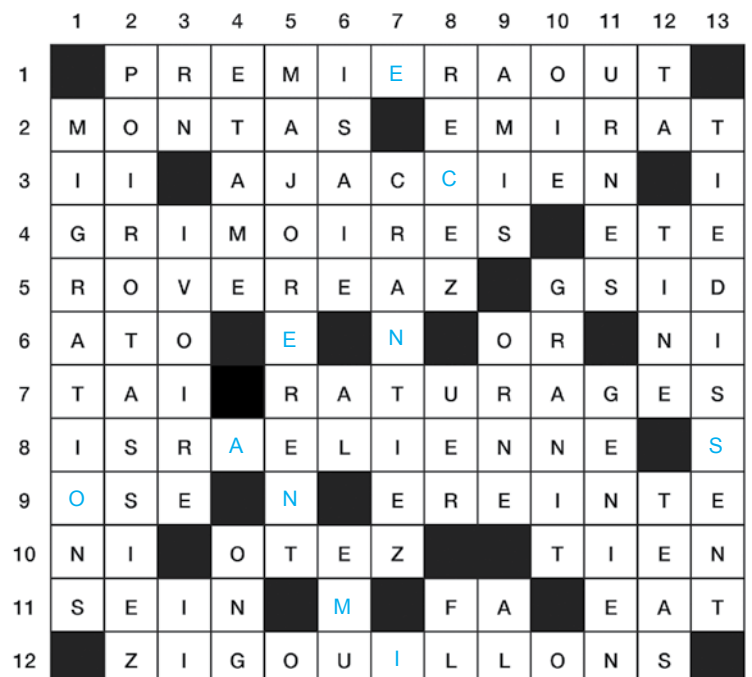 1 2 3 4 5 6 7 8 9 10 11 12 13
1 P R E M I E R A O U T
2 M O N T A S E M I R A T
3 I I A J A C C I E N I
4 G R I M O I R E S E T E
5 R O V E R E A Z G S I D
6 A T O E N O R N I
7 T A I R A T U R A G E S
8 I S R A E L I E N N E S
9 O S E N E R E I N T E
10 N I O T E Z T I E N
11 S E I N M F A E A T
12 Z I G O U I L L O N S